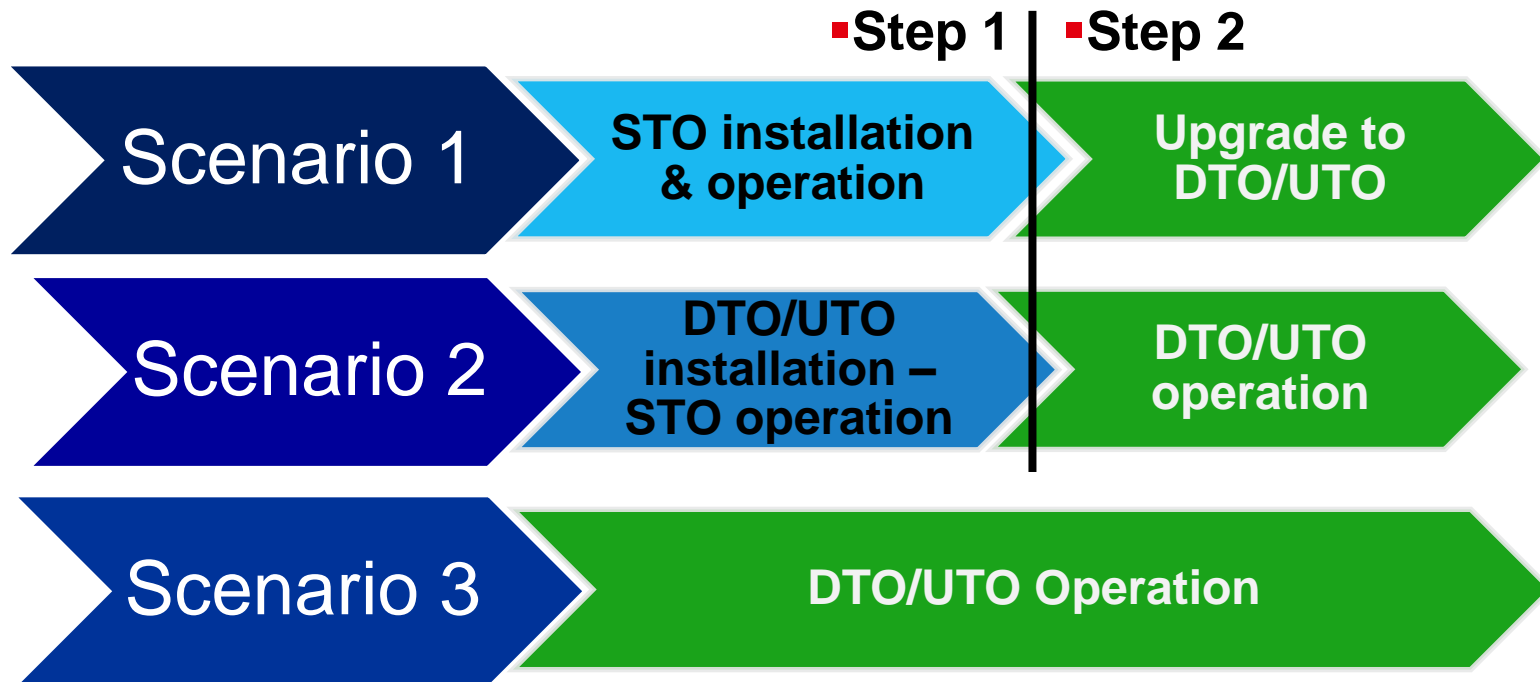 ▪Step 1
▪Step 2
Scenario 1
STO installation
& operation
Upgrade to
DTO/UTO
Scenario 2
DTO/UTO
installation –
STO operation
DTO/UTO
operation
Scenario 3
DTO/UTO Operation